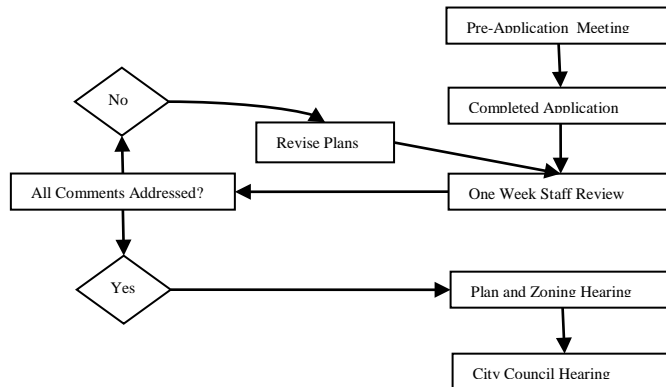 Pre-Application Meeting
No
Completed Application
Revise Plans
All Comments Addressed?
One Week Staff Review
Yes
Plan and Zoning Hearing
City Council Hearing